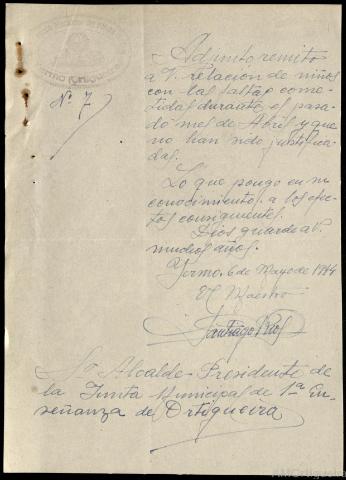 Nº 7
Adjunto remito
a V. relación de niños
con las faltas come-
tidas durante el pasa-
do mes de Abril y que
no han sido justifica-
das.
Lo que pongo en su
conocimiento a los efec-
tos consiguientes.
Dios guarde a V.
muchos años.
Yermo, 6 de Mayo de 1944
El Maestro
Santiago Rios
Sr. Alcalde-Presidente de
la Junta Municipal de 1ª En-
señanza de Ortigueira
AMOrtigueira